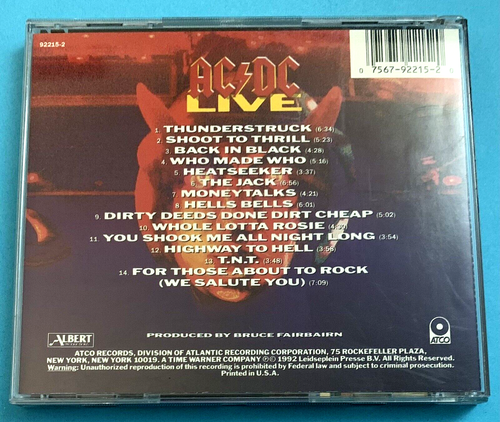 92215-2
AC/DC
LIVE
0 7567-92215-2 6
1. THUNDERSTRUCK (6:34)
2. SHOOT TO THRILL (5:23)
3. BACK IN BLACK (4:28)
4. WHO MADE WHO (5:16)
5. HEATSEEKER (3:37)
6. THE JACK (6:56)
7. MONEYTALKS (4:21)
8. HELLS BELLS (6:01)
9. DIRTY DEEDS DONE DIRT CHEAP (5:02)
10. WHOLE LOTTA ROSIE (4:30)
11. YOU SHOOK ME ALL NIGHT LONG (3:54)
12. HIGHWAY TO HELL (3:56)
13. T.N.T. (3:48)
14. FOR THOSE ABOUT TO ROCK
(WE SALUTE YOU) (7:09)
PRODUCED BY BRUCE FAIRBAIRN
ALBERT
ATCO
ATCO RECORDS, DIVISION OF ATLANTIC RECORDING CORPORATION, 75 ROCKEFELLER PLAZA,
NEW YORK, NEW YORK 10019. A TIME WARNER COMPANY ℗© 1992 Leidseplein Presse B.V. All Rights Reserved.
Warning: Unauthorized reproduction of this recording is prohibited by Federal law and subject to criminal prosecution.
Printed in U.S.A.